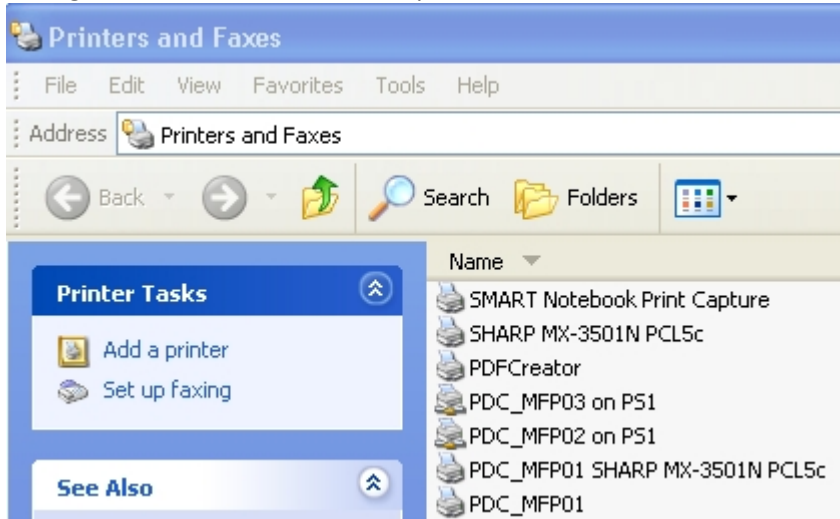 Printers and Faxes
File Edit View Favorites Tools Help
Address Printers and Faxes
Back Search Folders
Name
Printer Tasks
Add a printer
Set up faxing
See Also
SMART Notebook Print Capture
SHARP MX-3501N PCL5c
PDFCreator
PDC_MFP03 on PS1
PDC_MFP02 on PS1
PDC_MFP01 SHARP MX-3501N PCL5c
PDC_MFP01